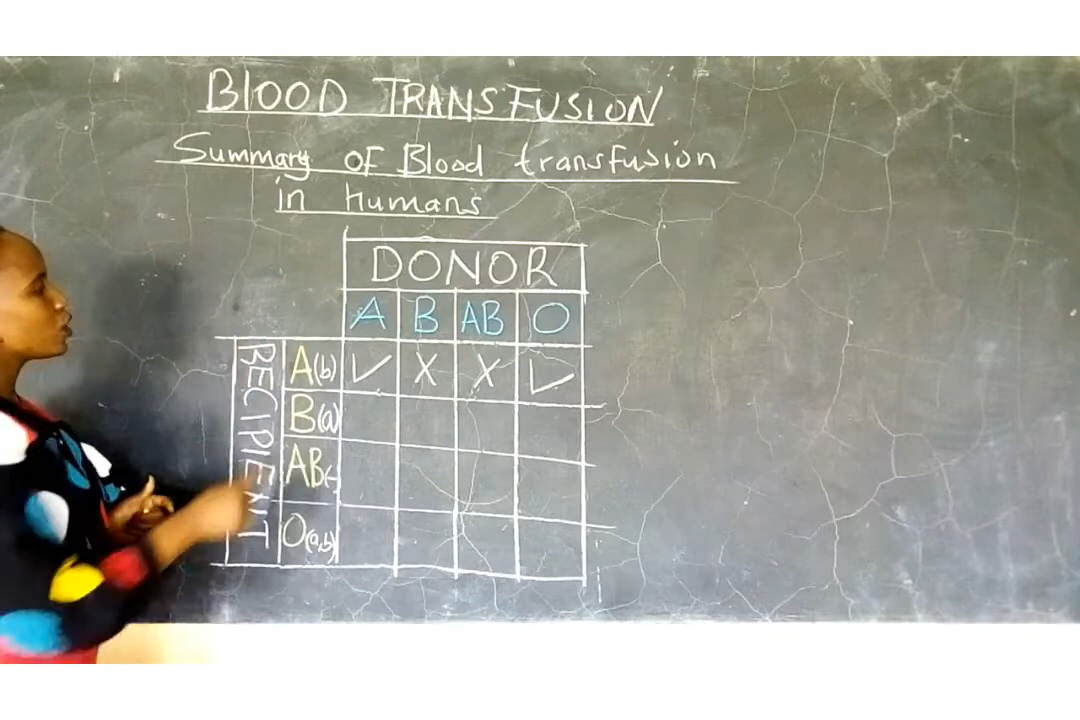 BLOOD TRANSFUSION
Summary of Blood transfusion
in humans
DONOR
A B AB O
RECIPIENT
A(b) ✓ X X ✓
B(a)
AB(-
O(a,b)